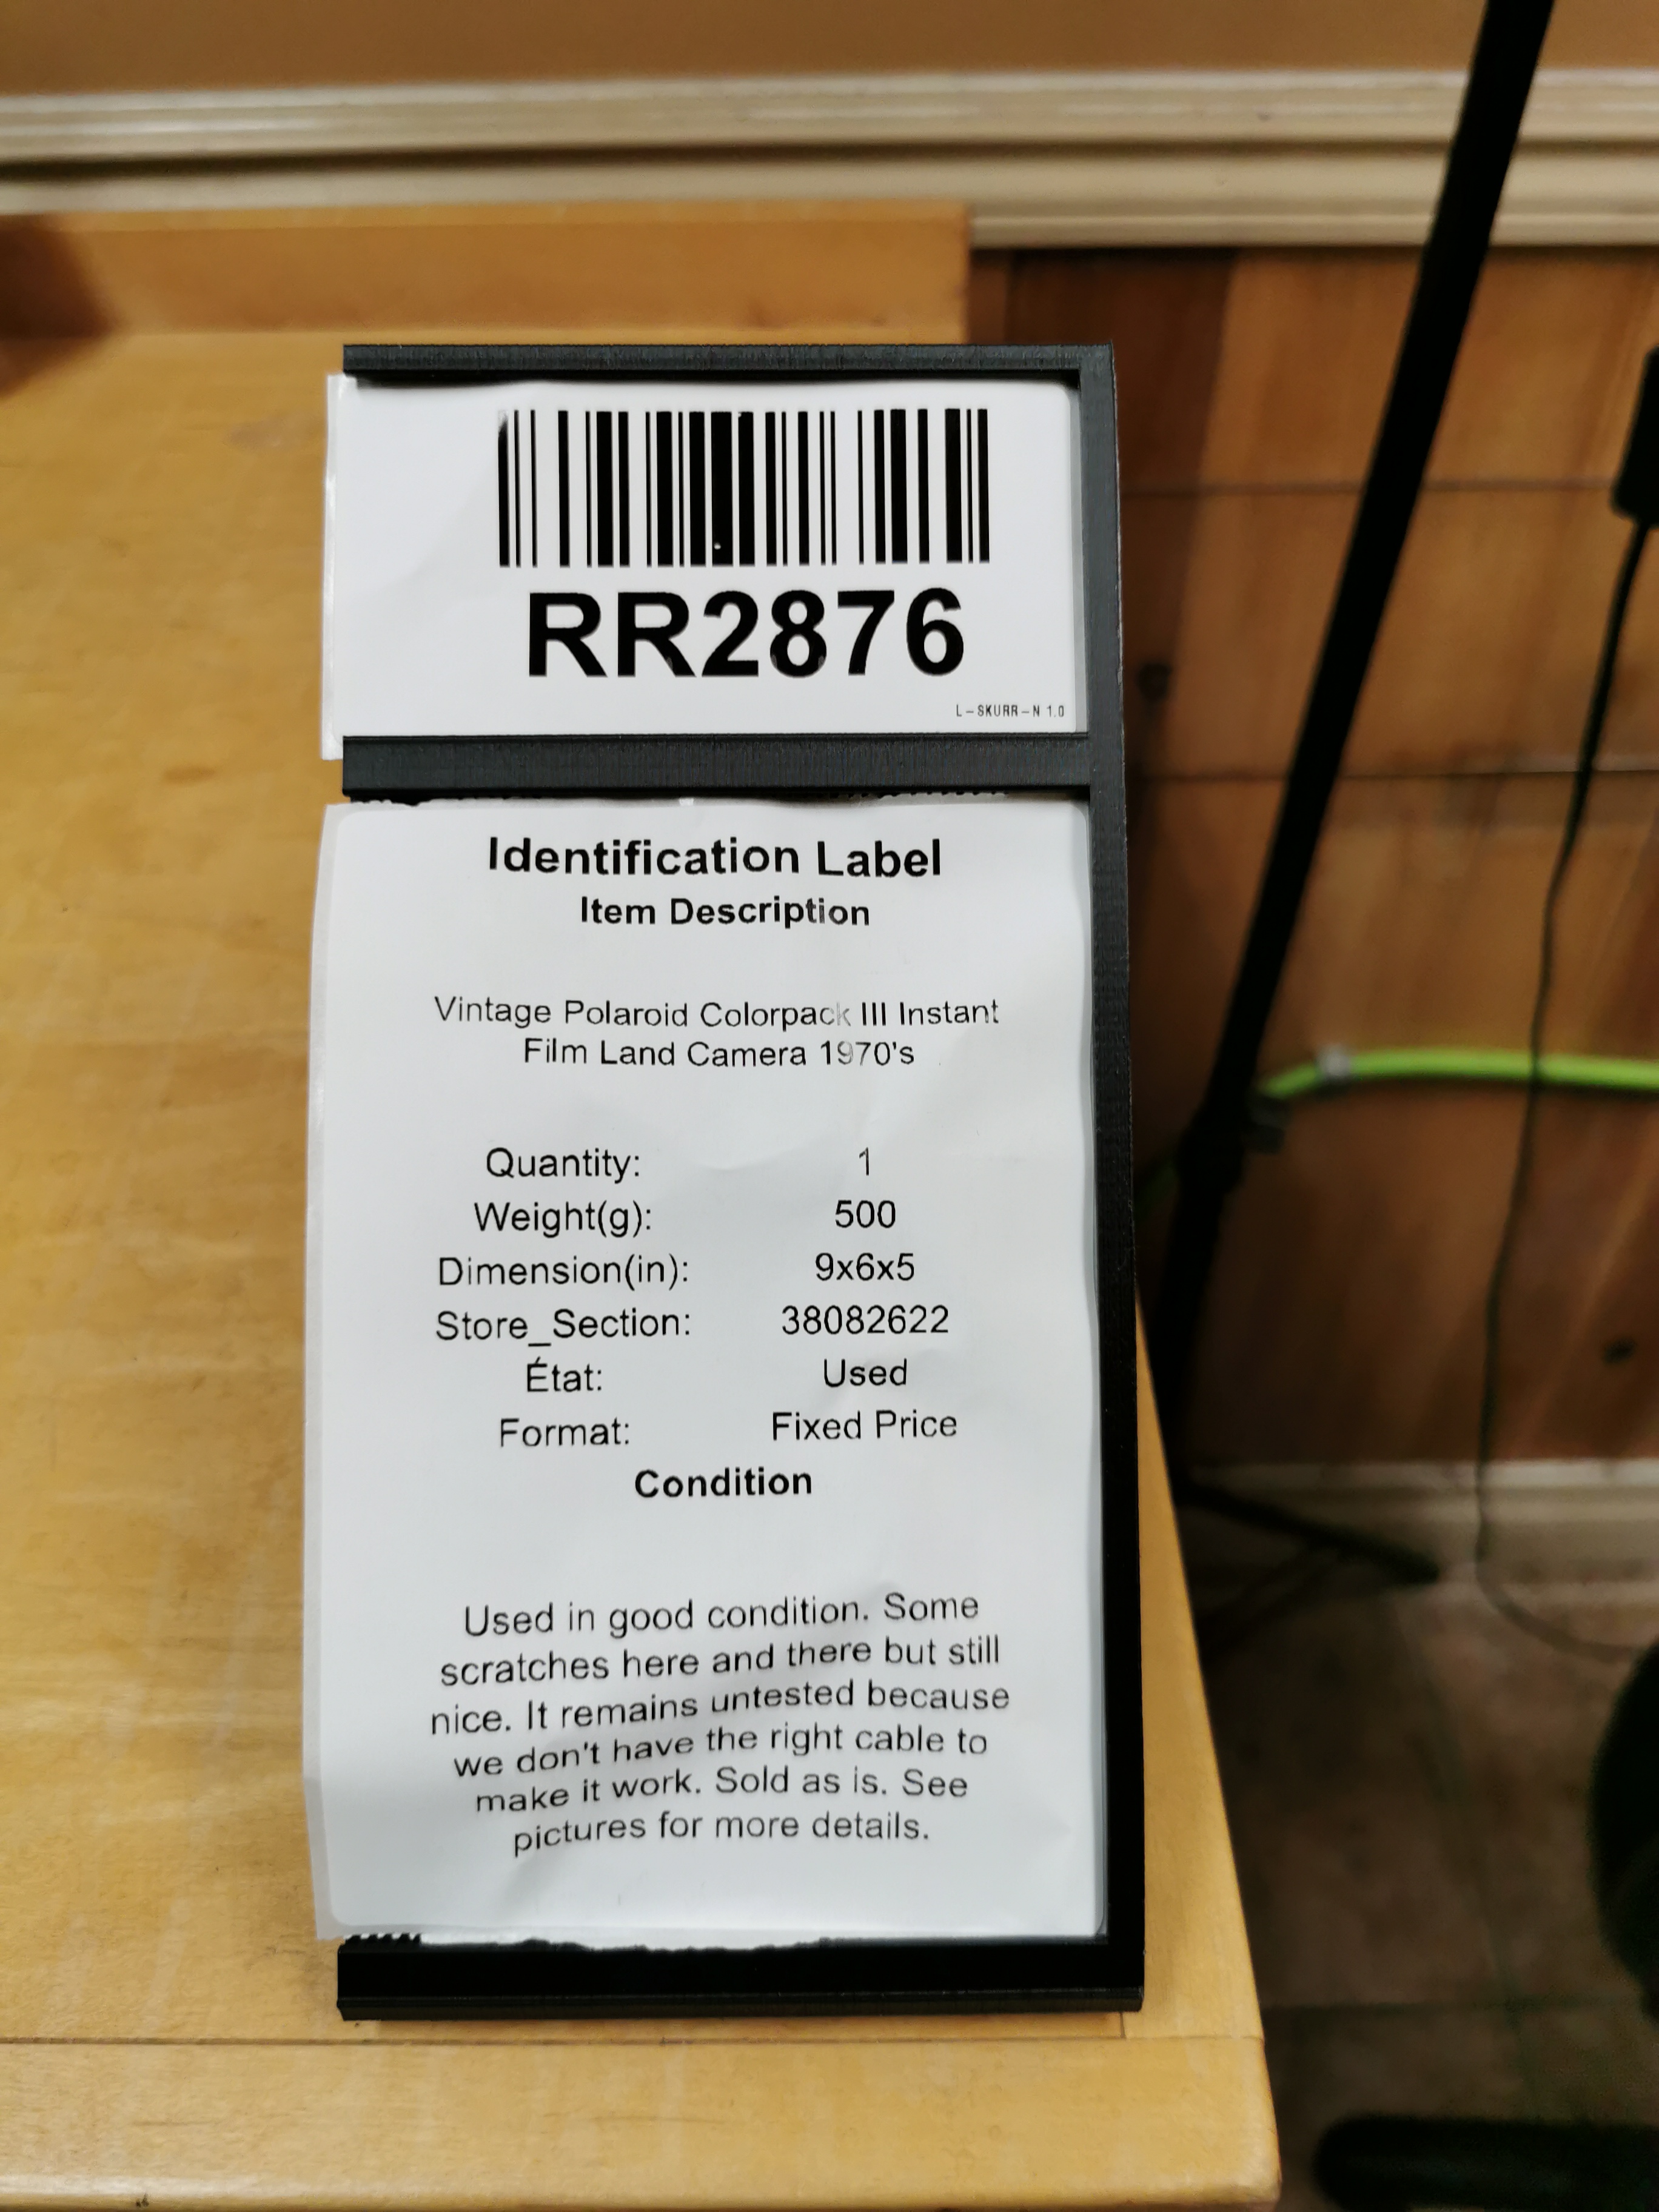 RR2876
L-SKURR-N 1.0
Identification Label
Item Description
Vintage Polaroid Colorpack III Instant
Film Land Camera 1970's
Quantity: 1
Weight(g): 500
Dimension(in): 9x6x5
Store_Section: 38082622
État: Used
Format: Fixed Price
Condition
Used in good condition. Some
scratches here and there but still
nice. It remains untested because
we don't have the right cable to
make it work. Sold as is. See
pictures for more details.